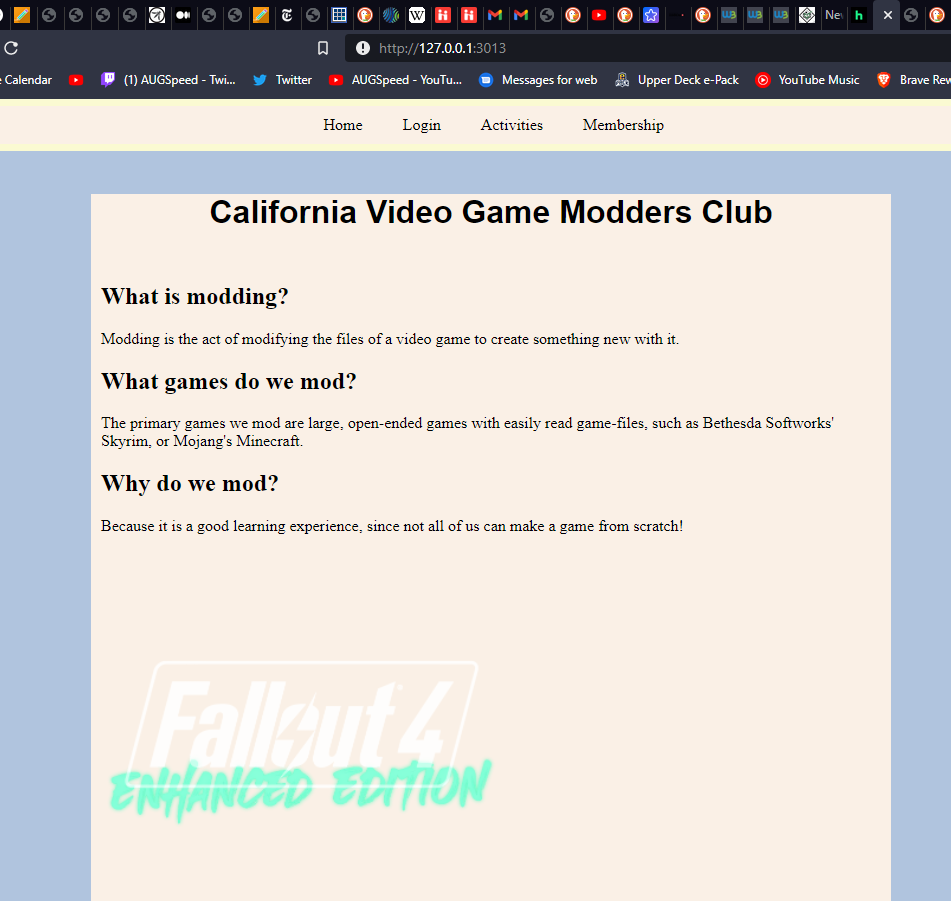 Nev
http://127.0.0.1:3013
e Calendar
(1) AUGSpeed - Twi...
Twitter
AUGSpeed - YouTu...
Messages for web
Upper Deck e-Pack
YouTube Music
Brave Rew
Home Login Activities Membership
California Video Game Modders Club
What is modding?
Modding is the act of modifying the files of a video game to create something new with it.
What games do we mod?
The primary games we mod are large, open-ended games with easily read game-files, such as Bethesda Softworks'
Skyrim, or Mojang's Minecraft.
Why do we mod?
Because it is a good learning experience, since not all of us can make a game from scratch!
Fallout 4
ENHANCED EDITION